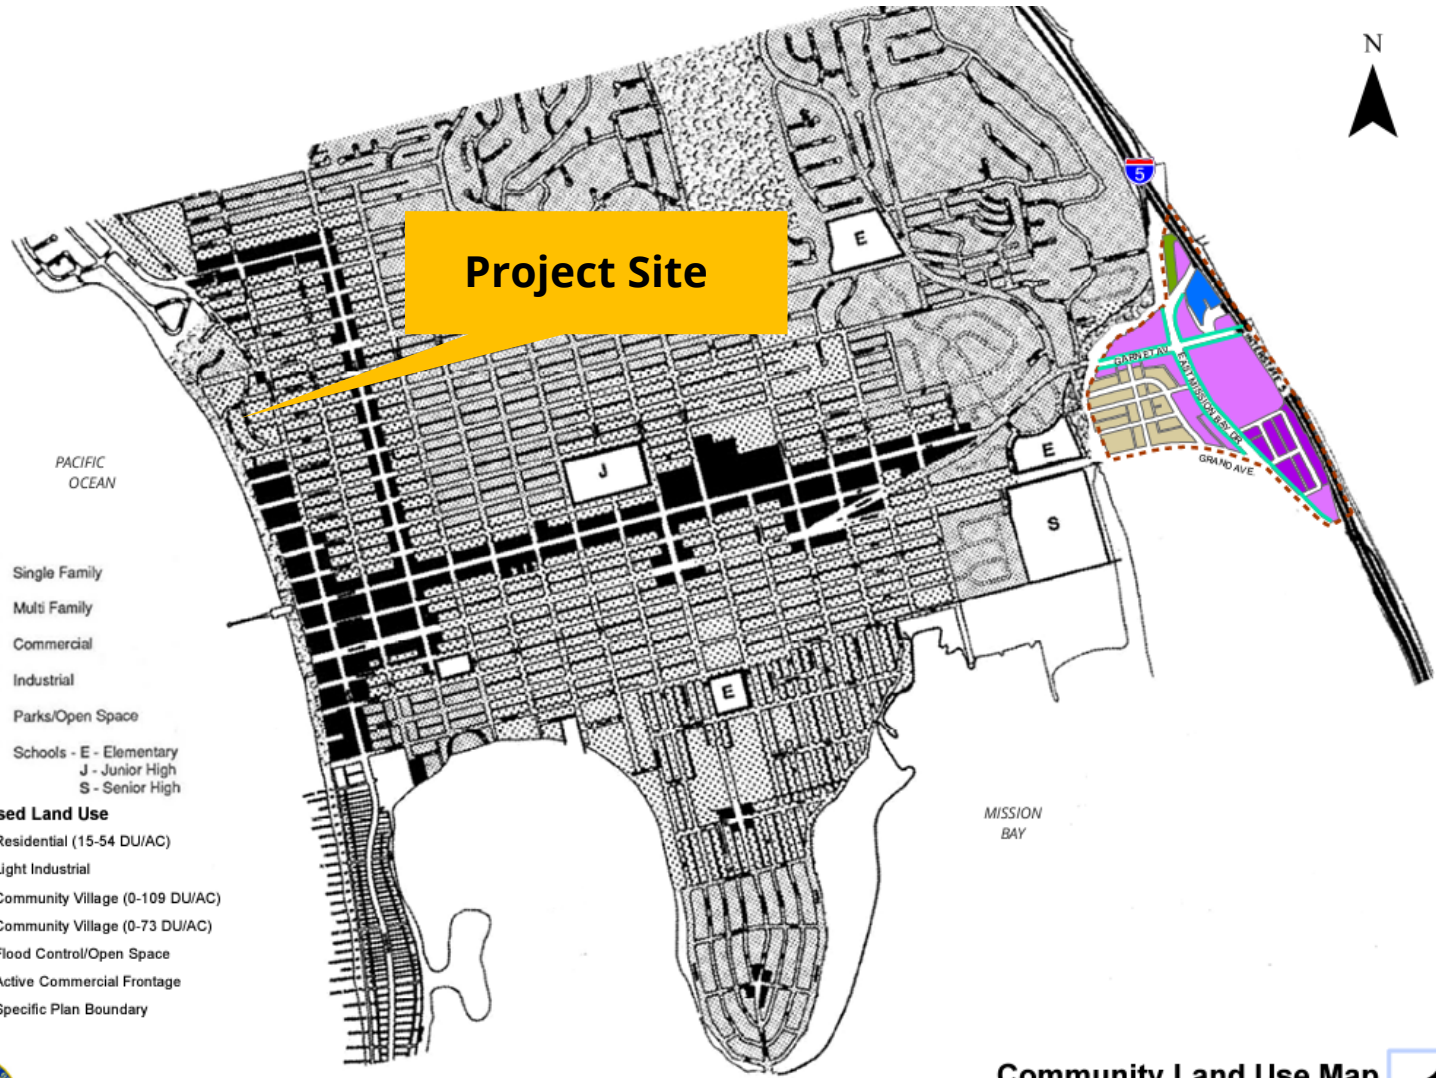 N
5
Project Site
E
GARNET AV
EAST MISSION BAY DR
GRAND AVE.
J
E
S
E
PACIFIC
OCEAN
MISSION
BAY
Single Family
Multi Family
Commercial
Industrial
Parks/Open Space
Schools - E - Elementary
J - Junior High
S - Senior High
sed Land Use
Residential (15-54 DU/AC)
Light Industrial
Community Village (0-109 DU/AC)
Community Village (0-73 DU/AC)
Flood Control/Open Space
Active Commercial Frontage
Specific Plan Boundary
Community Land Use Map